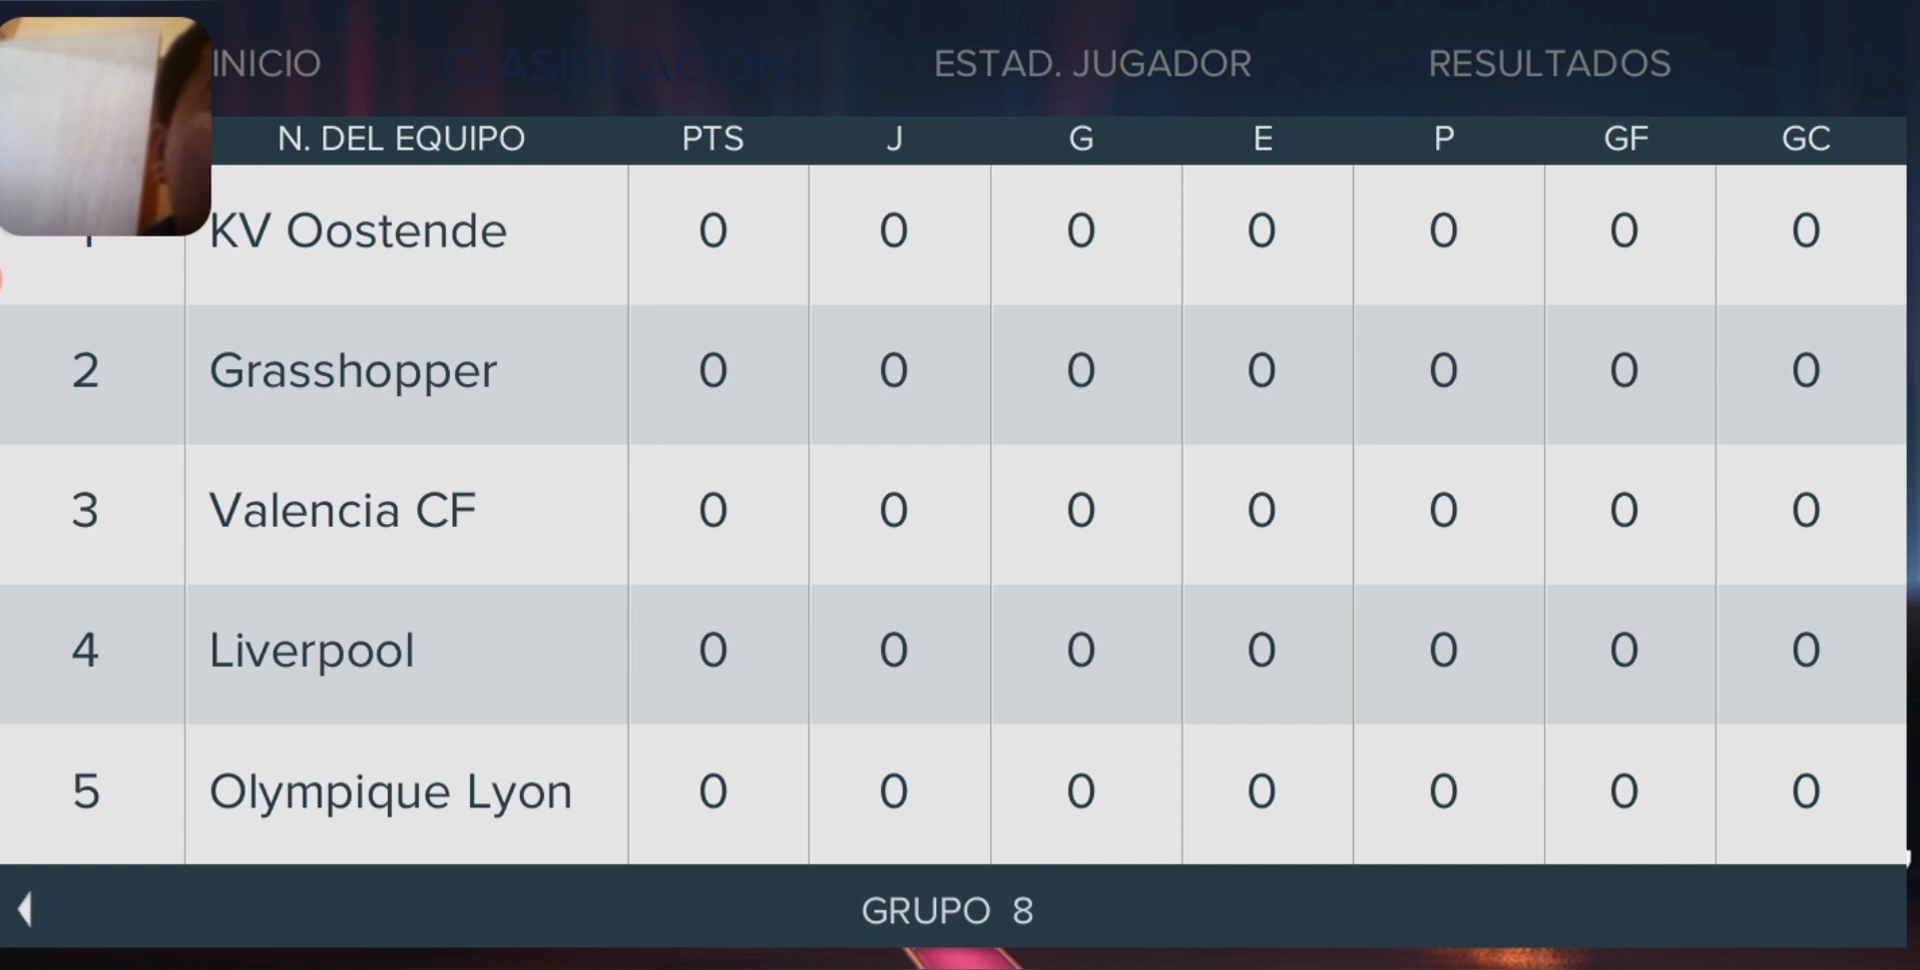 INICIO CLASIFICACIÓN ESTAD. JUGADOR RESULTADOS
N. DEL EQUIPO PTS J G E P GF GC
1 KV Oostende 0 0 0 0 0 0 0
2 Grasshopper 0 0 0 0 0 0 0
3 Valencia CF 0 0 0 0 0 0 0
4 Liverpool 0 0 0 0 0 0 0
5 Olympique Lyon 0 0 0 0 0 0 0
GRUPO 8